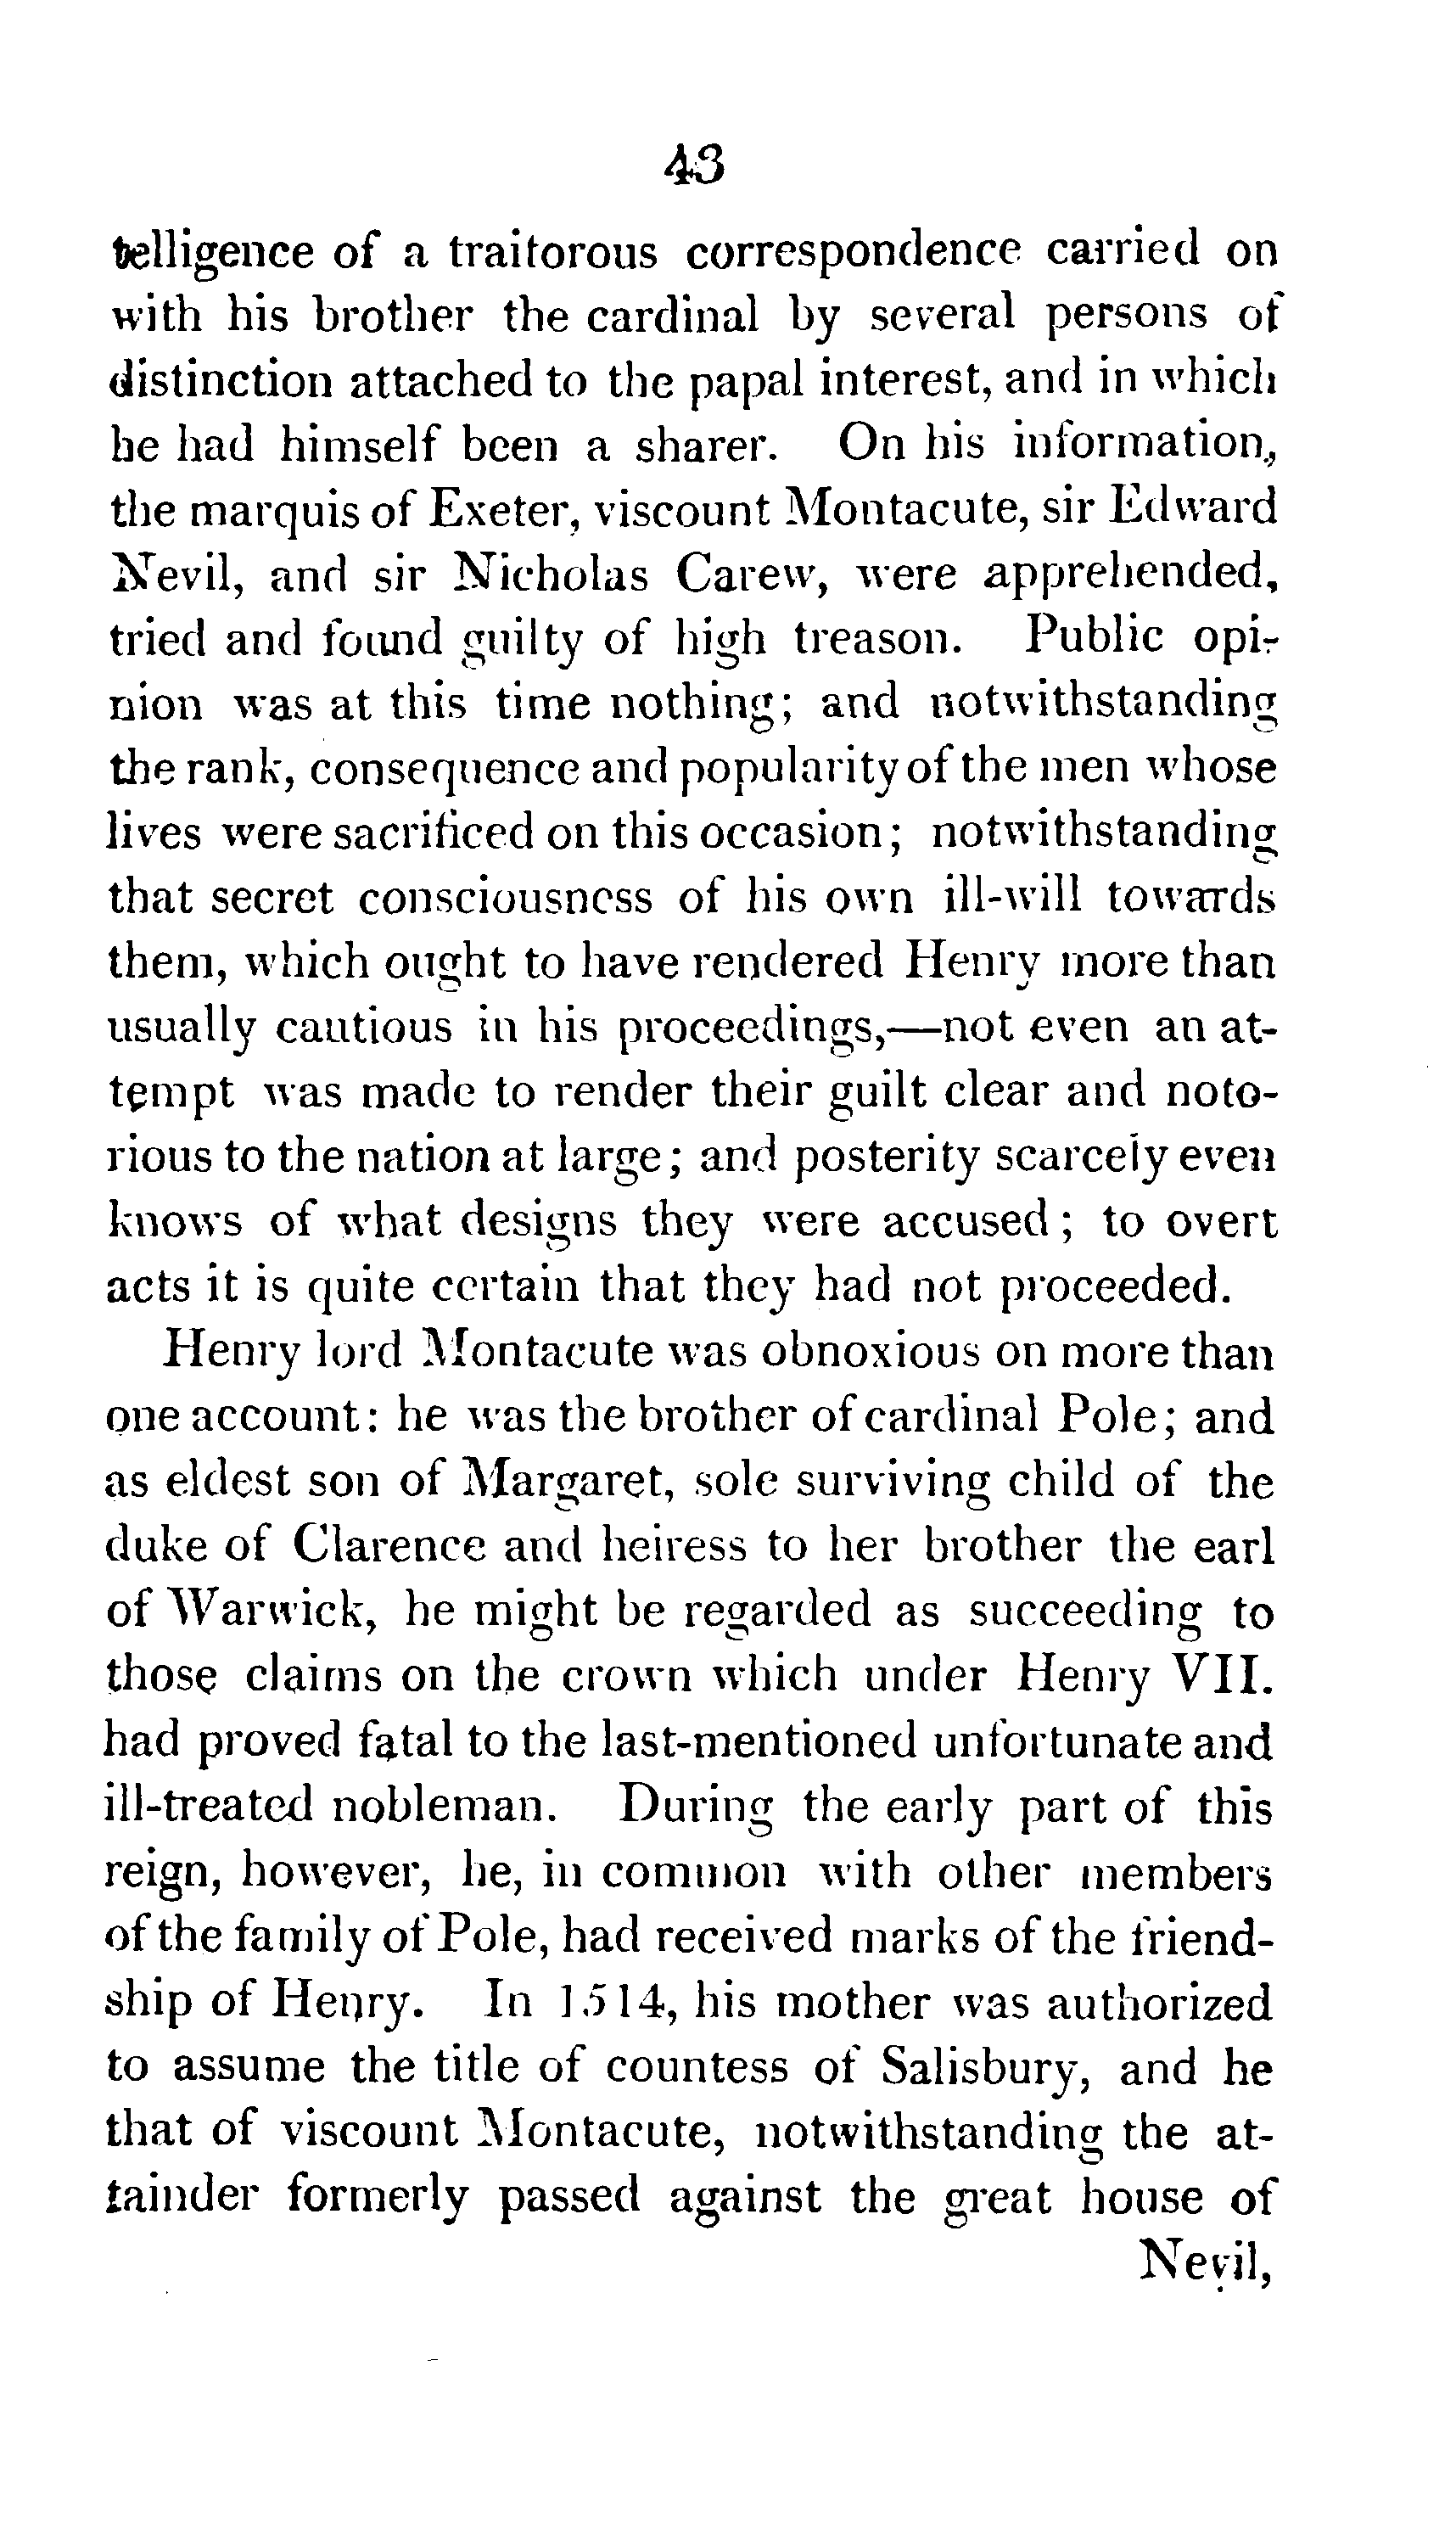 43
telligence of a traitorous correspondence carried on
with his brother the cardinal by several persons of
distinction attached to the papal interest, and in which
he had himself been a sharer. On his information,
the marquis of Exeter, viscount Montacute, sir Edward
Nevil, and sir Nicholas Carew, were apprehended,
tried and found guilty of high treason. Public opi-
nion was at this time nothing; and notwithstanding
the rank, consequence and popularity of the men whose
lives were sacrificed on this occasion; notwithstanding
that secret consciousness of his own ill-will towards
them, which ought to have rendered Henry more than
usually cautious in his proceedings,—not even an at-
tempt was made to render their guilt clear and noto-
rious to the nation at large; and posterity scarcely even
knows of what designs they were accused; to overt
acts it is quite certain that they had not proceeded.
Henry lord Montacute was obnoxious on more than
one account: he was the brother of cardinal Pole; and
as eldest son of Margaret, sole surviving child of the
duke of Clarence and heiress to her brother the earl
of Warwick, he might be regarded as succeeding to
those claims on the crown which under Henry VII.
had proved fatal to the last-mentioned unfortunate and
ill-treated nobleman. During the early part of this
reign, however, he, in common with other members
of the family of Pole, had received marks of the friend-
ship of Henry. In 1514, his mother was authorized
to assume the title of countess of Salisbury, and he
that of viscount Montacute, notwithstanding the at-
tainder formerly passed against the great house of
Nevil,